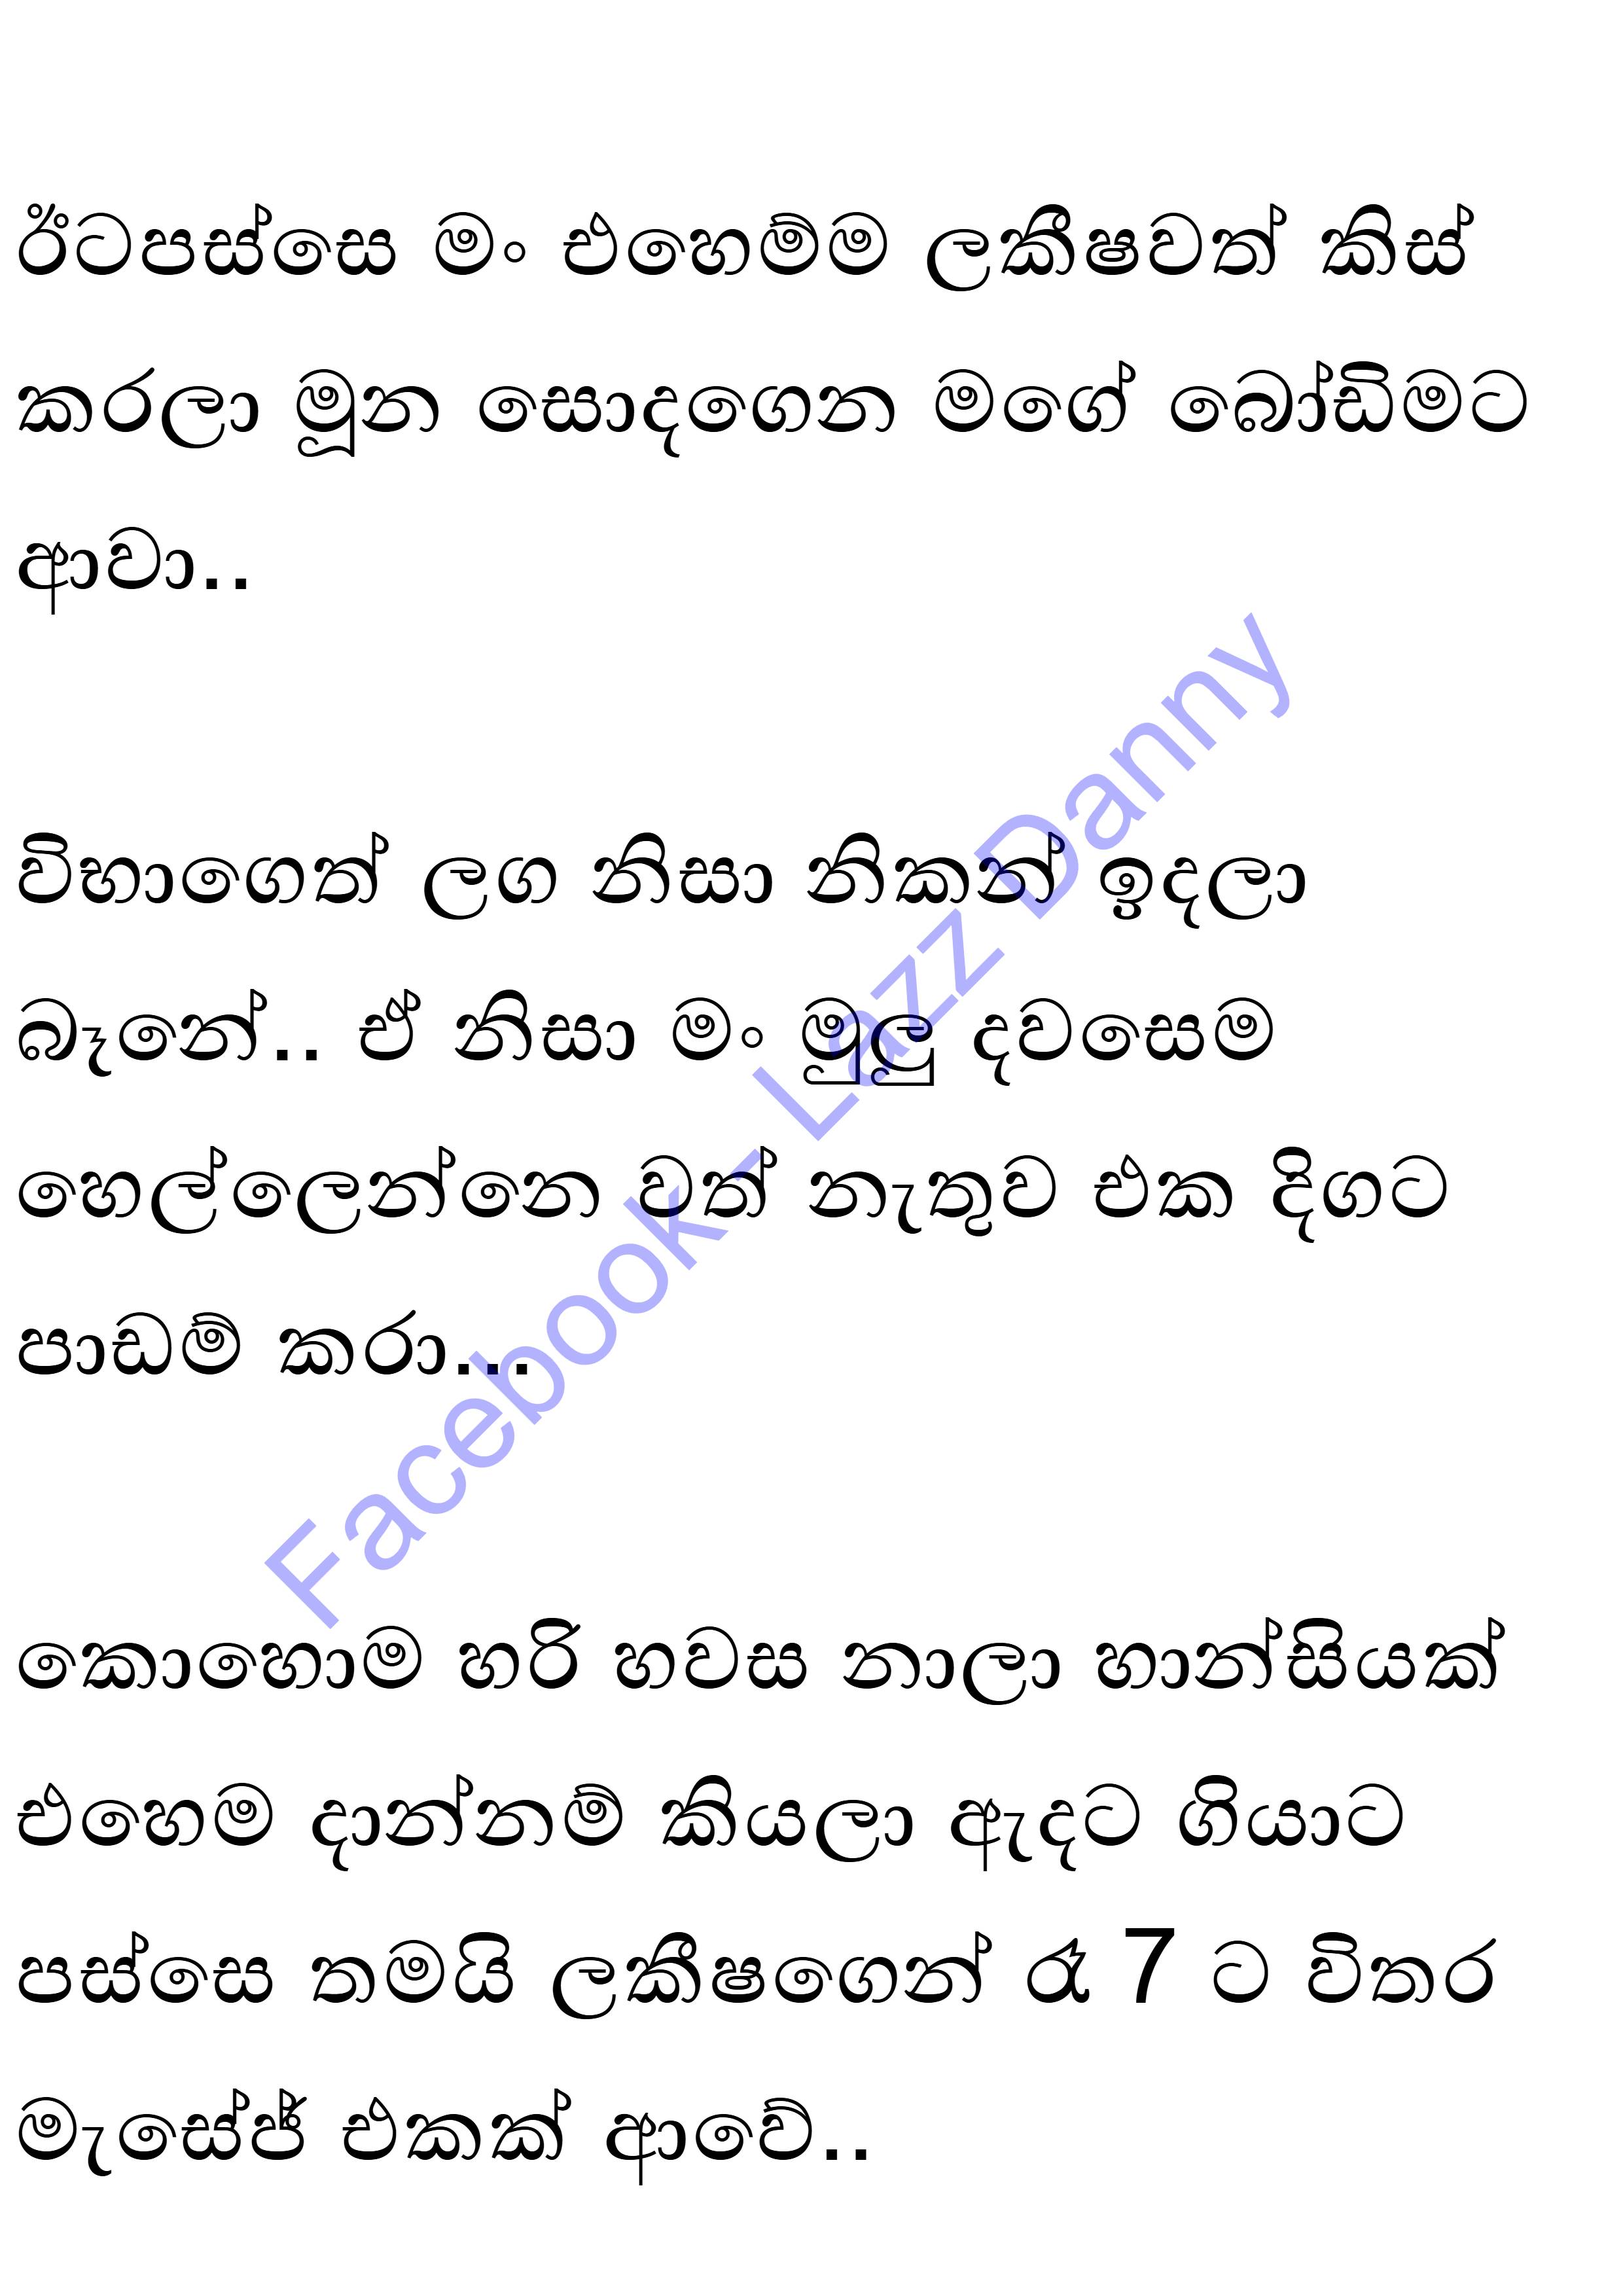 ඊටපස්සෙ මං එහෙම්ම ලකීෂවත් කිස්
කරලා මූන සොදගෙන මගේ බෝඩිමට
ආවා..
විභාගෙත් ලග නිසා නිකන් ඉදලා
බෑනේ.. ඒ නිසා මං මුලු දවසෙම
හෙල්ලෙන්නෙ වත් නැතුව එක දිගට
පාඩම් කරා...
කොහොම හරි හවස නාලා හාන්සියක්
එහෙම දාන්නම් කියලා ඇදට ගියාට
පස්සෙ තමයි ලකීෂගෙන් රෑ 7 ට විතර
මැසේජ් එකක් ආවේ..
Facebook - Lazz Danny